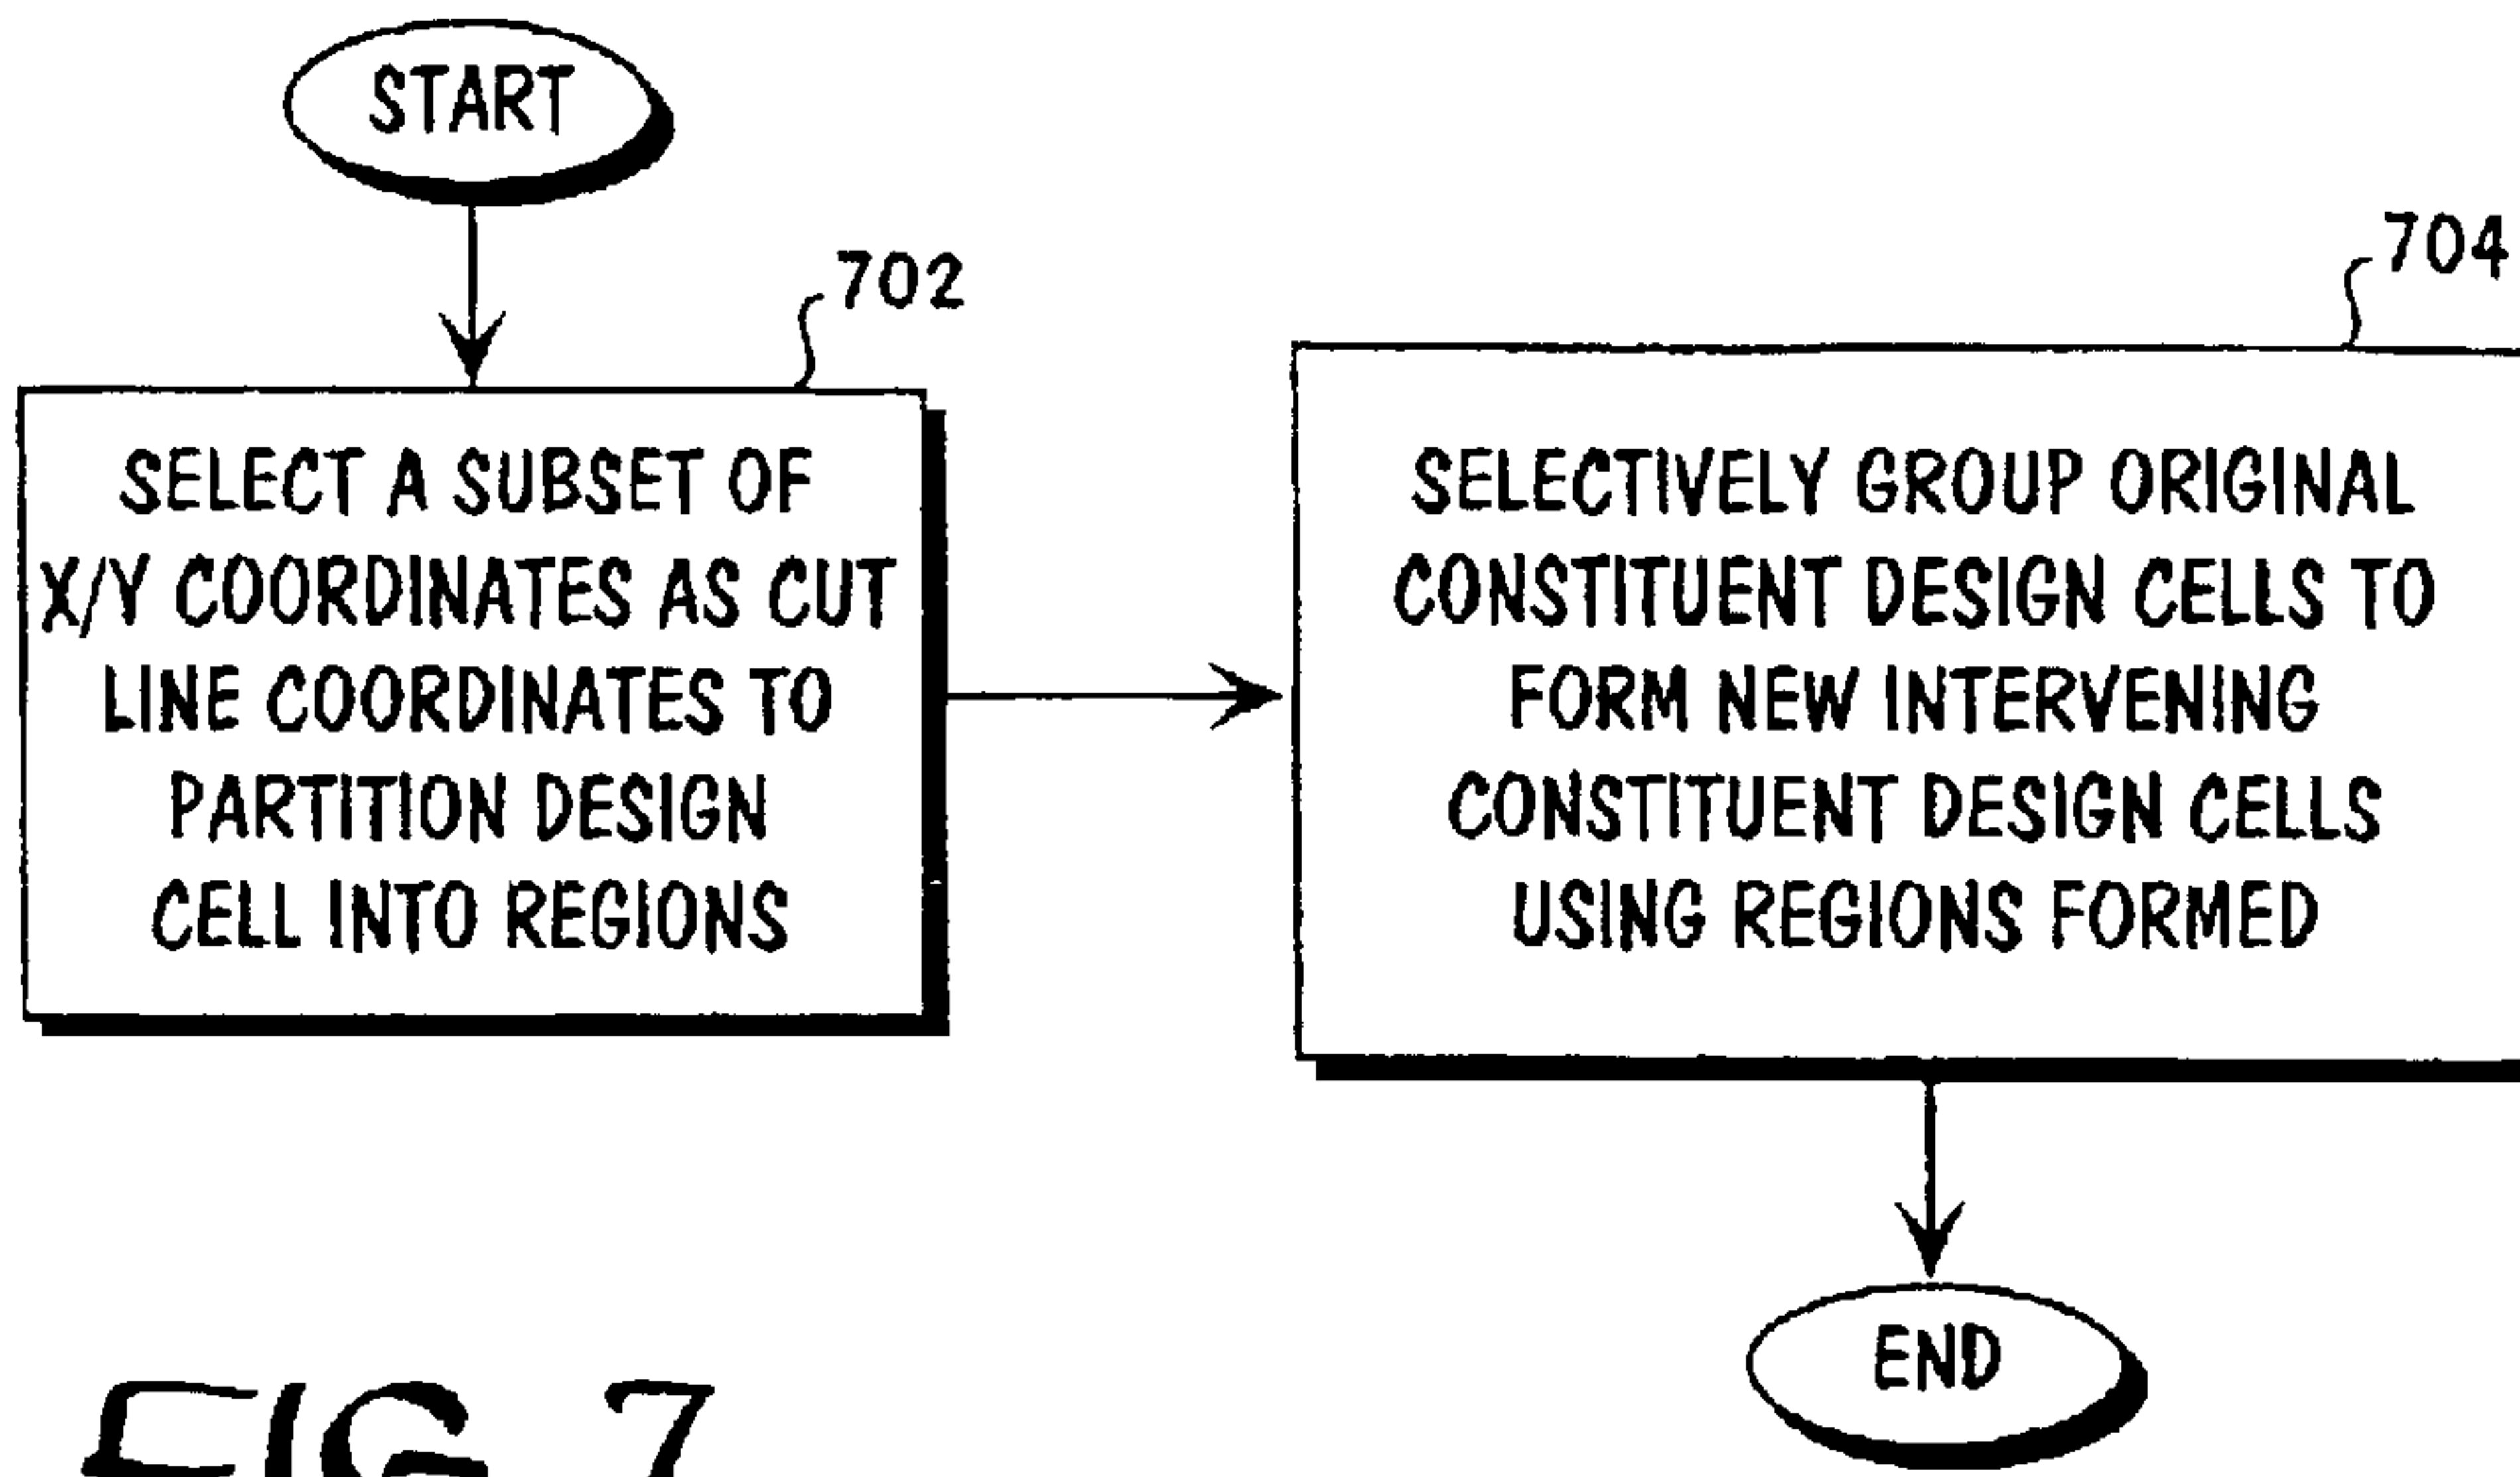 START
702
SELECT A SUBSET OF
X/Y COORDINATES AS CUT
LINE COORDINATES TO
PARTITION DESIGN
CELL INTO REGIONS
704
SELECTIVELY GROUP ORIGINAL
CONSTITUENT DESIGN CELLS TO
FORM NEW INTERVENING
CONSTITUENT DESIGN CELLS
USING REGIONS FORMED
END
FIG. 7